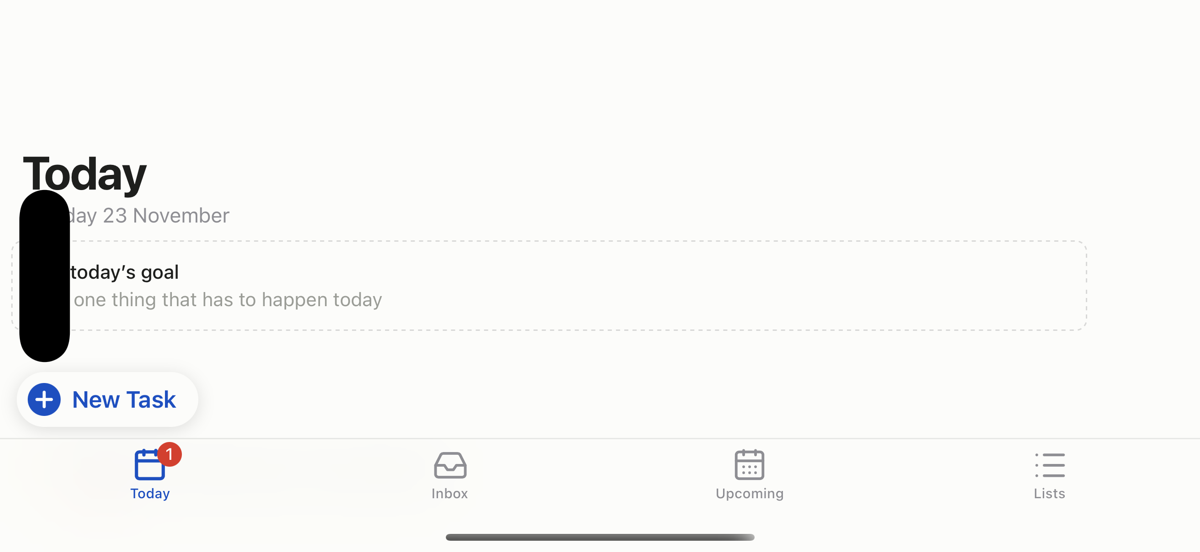 Today
day 23 November
today’s goal
one thing that has to happen today
New Task
1
Today
Inbox
Upcoming
Lists